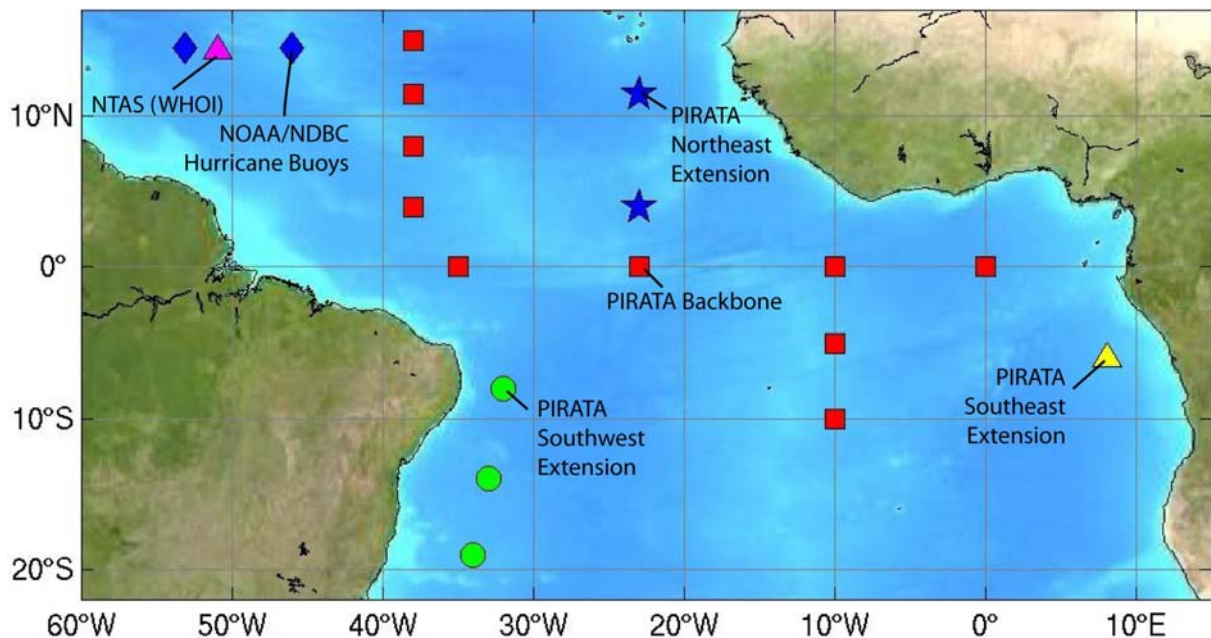 NTAS (WHOI)
NOAA/NDBC
Hurricane Buoys
PIRATA
Northeast
Extension
10°N
0°
PIRATA Backbone
PIRATA
Southwest
Extension
PIRATA
Southeast
Extension
10°S
20°S
60°W 50°W 40°W 30°W 20°W 10°W 0° 10°E